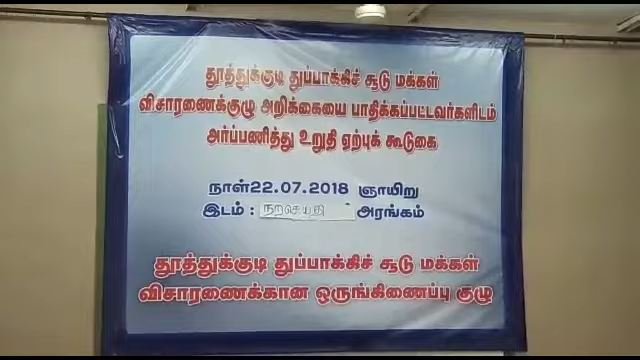 தூத்துக்குடி துப்பாக்கிச் சூடு மக்கள்
விசாரணைக்குழு அறிக்கையை பாதிக்கப்பட்டவர்களிடம்
அர்ப்பணித்து உறுதி ஏற்புக் கூடுகை
நாள்22.07.2018 ஞாயிறு
இடம் : நற்செய்தி அரங்கம்
தூத்துக்குடி துப்பாக்கிச் சூடு மக்கள்
விசாரணைக்கான ஒருங்கிணைப்பு குழு